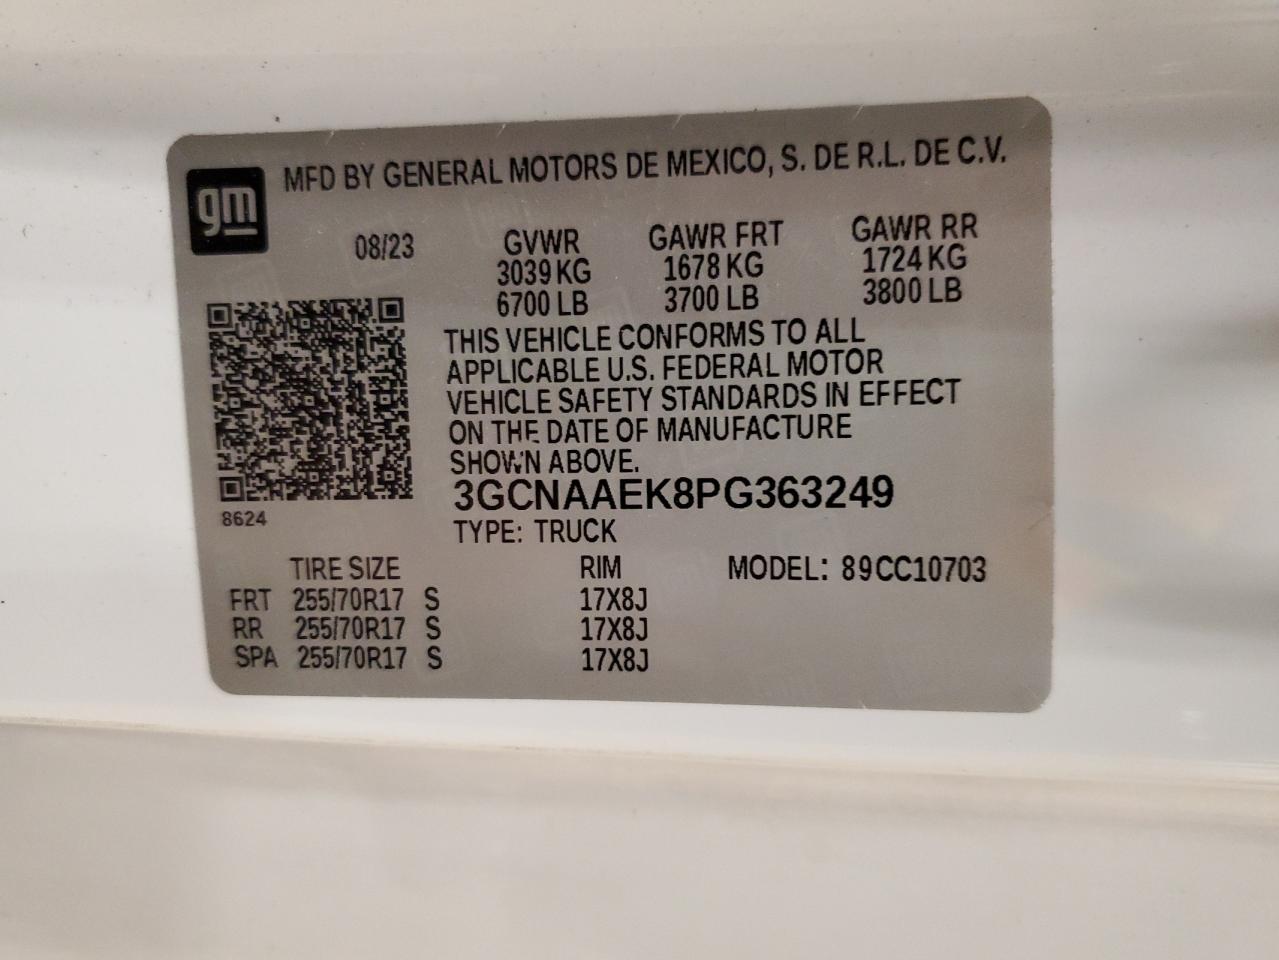 gm
MFD BY GENERAL MOTORS DE MEXICO, S. DE R.L. DE C.V.
08/23 GVWR GAWR FRT GAWR RR
3039 KG 1678 KG 1724 KG
6700 LB 3700 LB 3800 LB
THIS VEHICLE CONFORMS TO ALL
APPLICABLE U.S. FEDERAL MOTOR
VEHICLE SAFETY STANDARDS IN EFFECT
ON THE DATE OF MANUFACTURE
SHOWN ABOVE.
3GCNAAEK8PG363249
8624
TYPE: TRUCK
TIRE SIZE RIM MODEL: 89CC10703
FRT 255/70R17 S 17X8J
RR 255/70R17 S 17X8J
SPA 255/70R17 S 17X8J